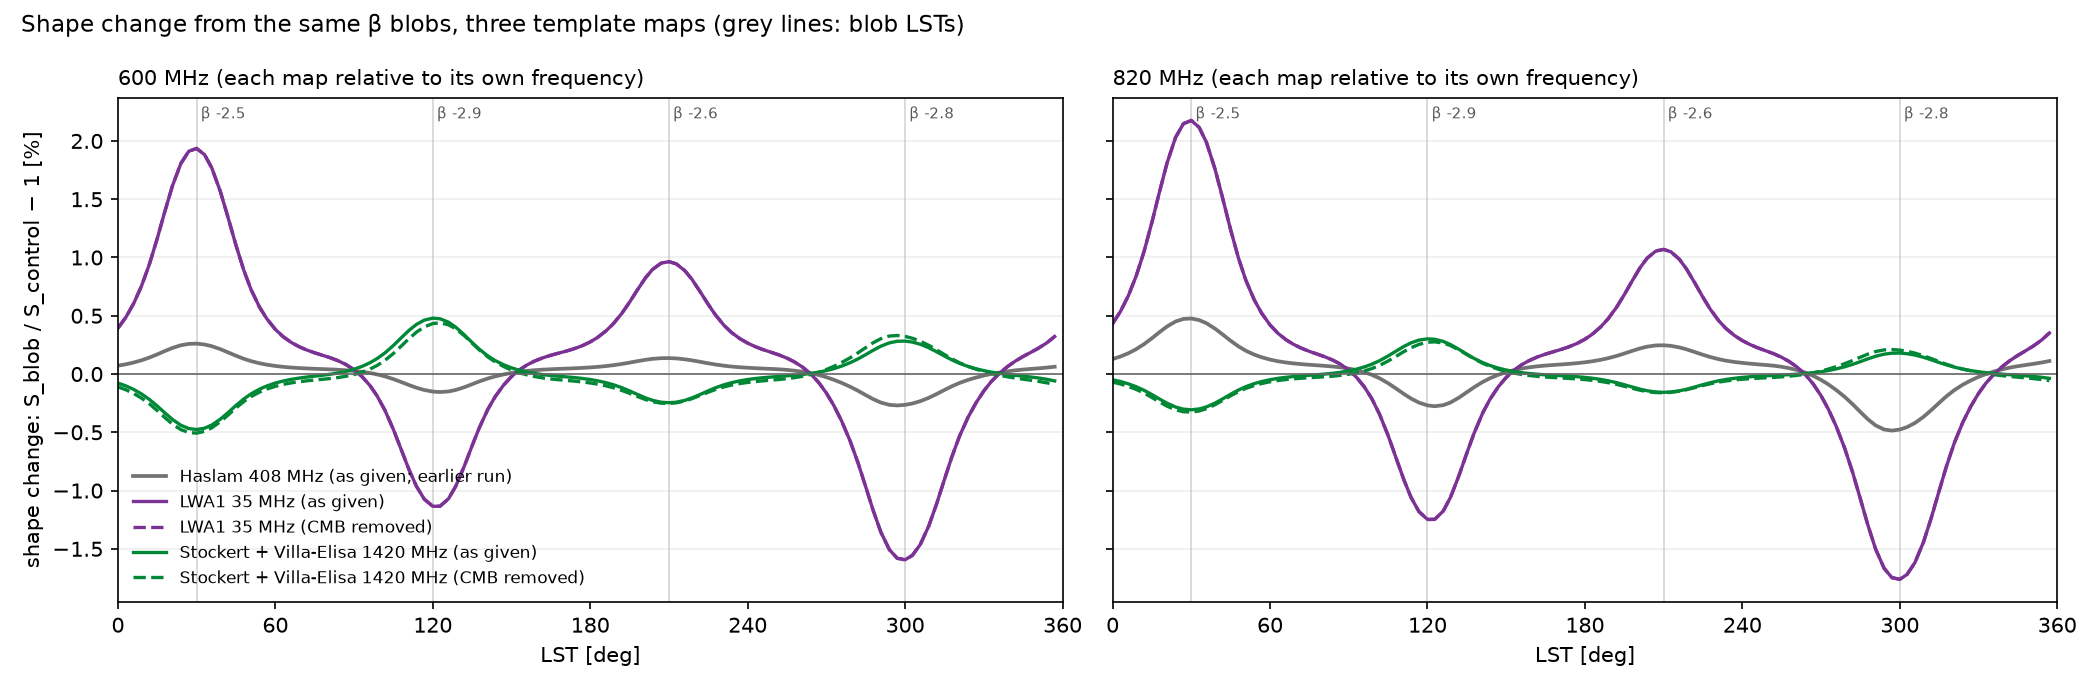 Shape change from the same β blobs, three template maps (grey lines: blob LSTs)
600 MHz (each map relative to its own frequency)
β -2.5
β -2.9
β -2.6
β -2.8
shape change: S_blob / S_control − 1 [%]
2.0
1.5
1.0
0.5
0.0
−0.5
−1.0
−1.5
Haslam 408 MHz (as given; earlier run)
LWA1 35 MHz (as given)
LWA1 35 MHz (CMB removed)
Stockert + Villa-Elisa 1420 MHz (as given)
Stockert + Villa-Elisa 1420 MHz (CMB removed)
0 60 120 180 240 300 360
LST [deg]
820 MHz (each map relative to its own frequency)
β -2.5
β -2.9
β -2.6
β -2.8
0 60 120 180 240 300 360
LST [deg]